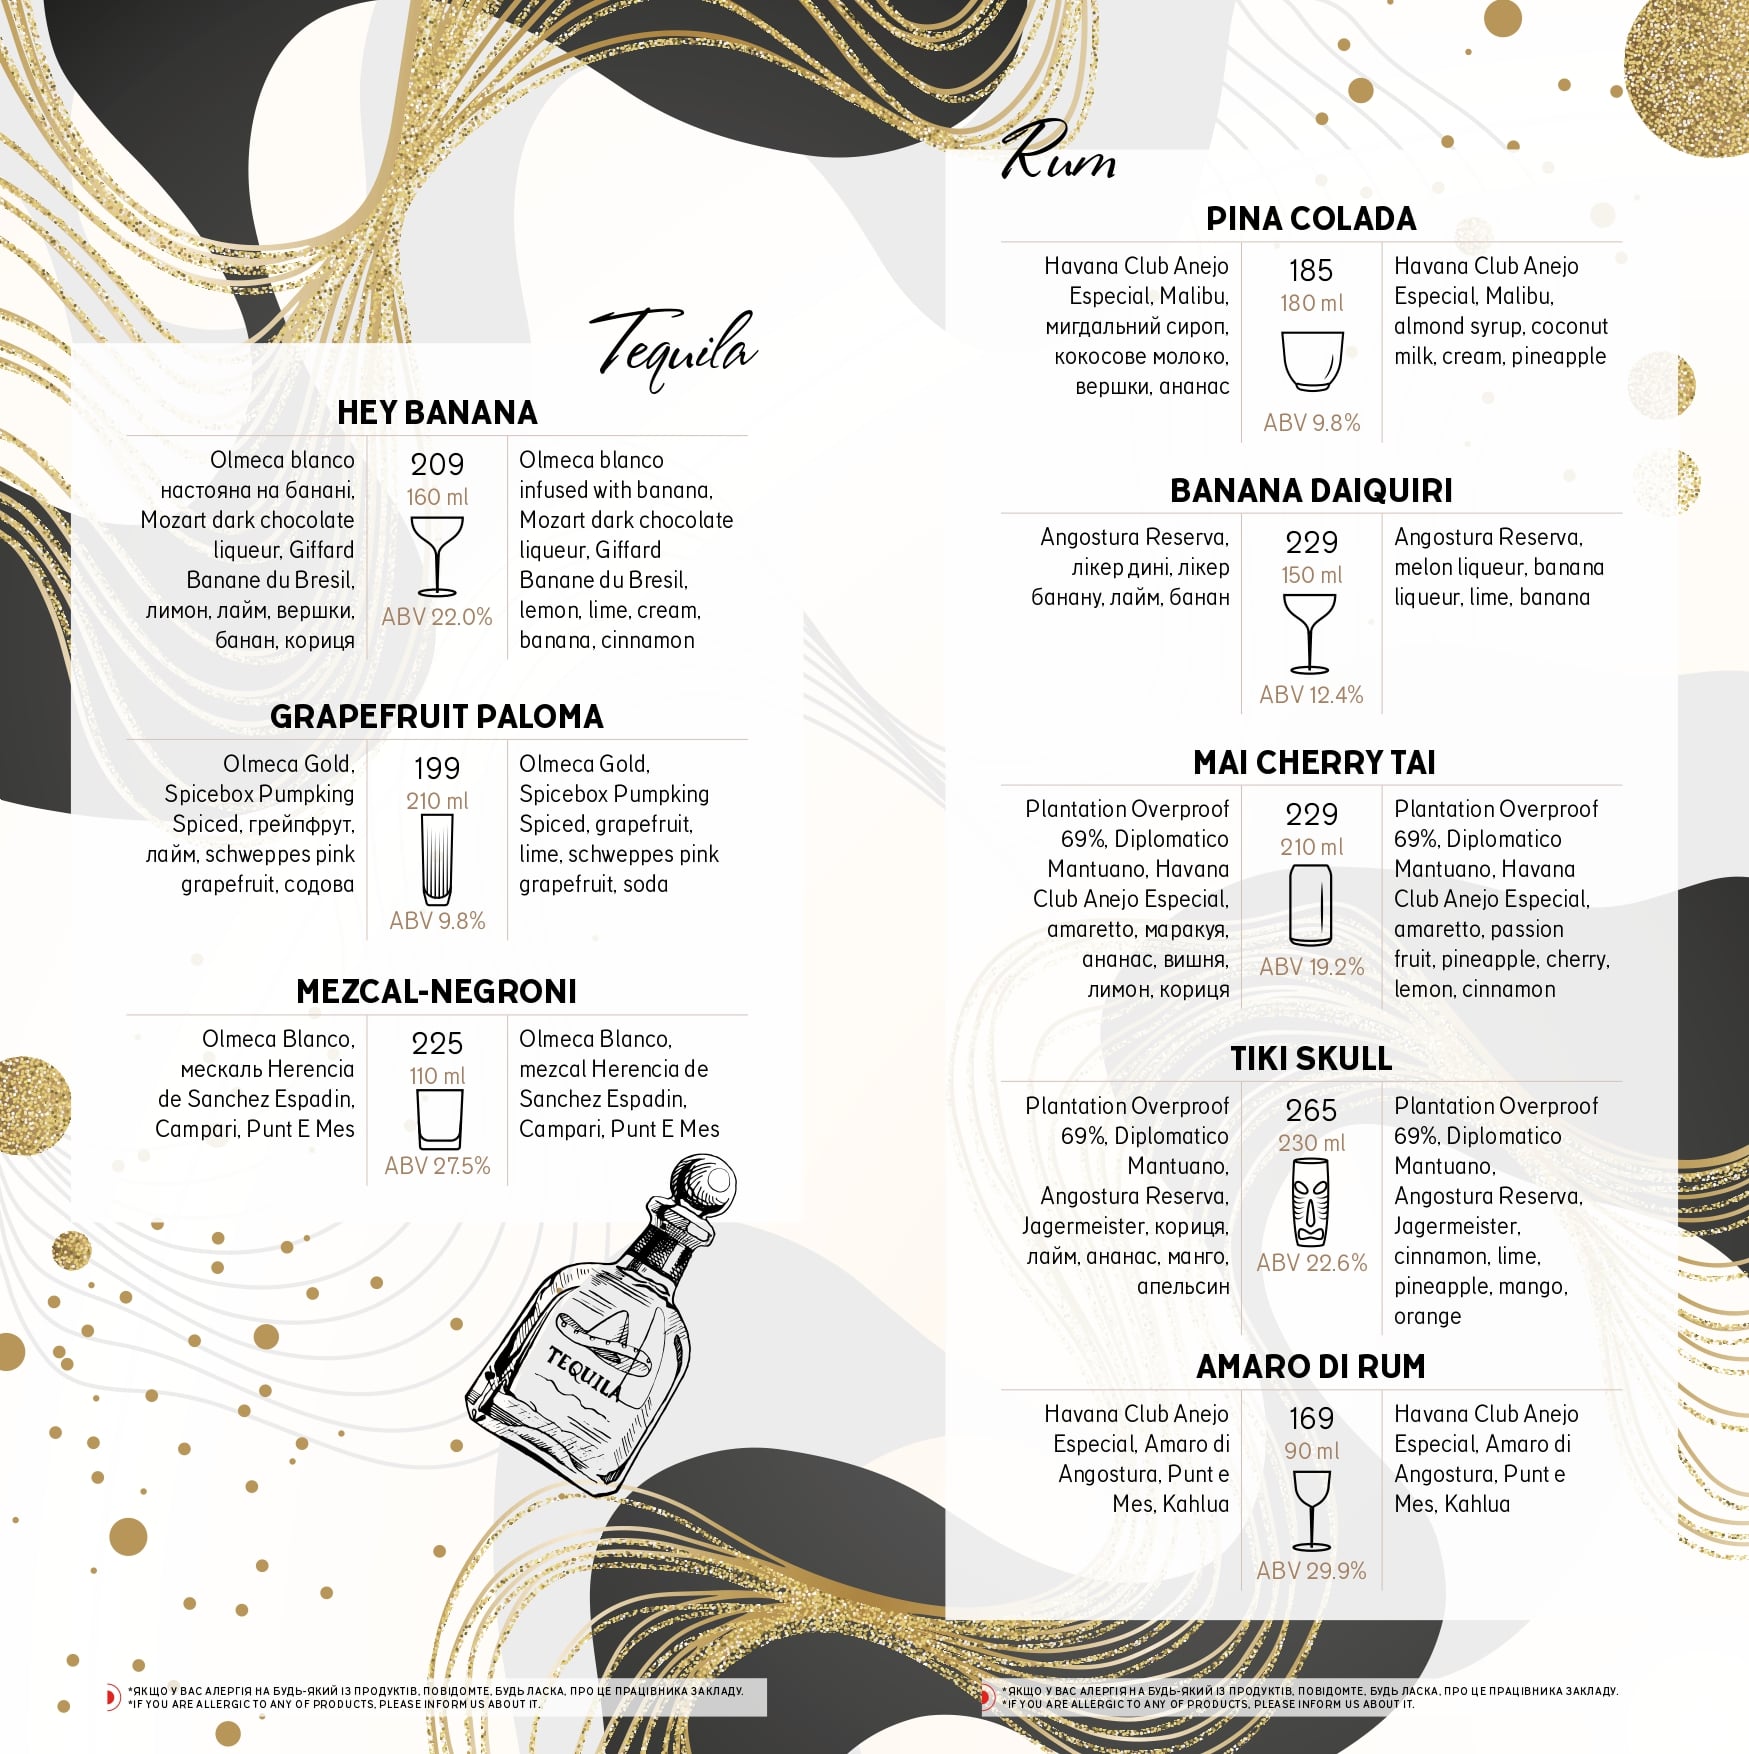 Tequila
HEY BANANA
Olmeca blanco
настояна на банані,
Mozart dark chocolate
liqueur, Giffard
Banane du Bresil,
лимон, лайм, вершки,
банан, кориця
209
160 ml
ABV 22.0%
Olmeca blanco
infused with banana,
Mozart dark chocolate
liqueur, Giffard
Banane du Bresil,
lemon, lime, cream,
banana, cinnamon
GRAPEFRUIT PALOMA
Olmeca Gold,
Spicebox Pumpking
Spiced, грейпфрут,
лайм, schweppes pink
grapefruit, содова
199
210 ml
ABV 9.8%
Olmeca Gold,
Spicebox Pumpking
Spiced, grapefruit,
lime, schweppes pink
grapefruit, soda
MEZCAL-NEGRONI
Olmeca Blanco,
мескаль Herencia
de Sanchez Espadin,
Campari, Punt E Mes
225
110 ml
ABV 27.5%
Olmeca Blanco,
mezcal Herencia de
Sanchez Espadin,
Campari, Punt E Mes
TEQUILA
*ЯКЩО У ВАС АЛЕРГІЯ НА БУДЬ-ЯКИЙ ІЗ ПРОДУКТІВ, ПОВІДОМТЕ, БУДЬ ЛАСКА, ПРО ЦЕ ПРАЦІВНИКА ЗАКЛАДУ.
*IF YOU ARE ALLERGIC TO ANY OF PRODUCTS, PLEASE INFORM US ABOUT IT.
Rum
PINA COLADA
Havana Club Anejo
Especial, Malibu,
мигдальний сироп,
кокосове молоко,
вершки, ананас
185
180 ml
ABV 9.8%
Havana Club Anejo
Especial, Malibu,
almond syrup, coconut
milk, cream, pineapple
BANANA DAIQUIRI
Angostura Reserva,
лікер дині, лікер
банану, лайм, банан
229
150 ml
ABV 12.4%
Angostura Reserva,
melon liqueur, banana
liqueur, lime, banana
MAI CHERRY TAI
Plantation Overproof
69%, Diplomatico
Mantuano, Havana
Club Anejo Especial,
amaretto, маракуя,
ананас, вишня,
лимон, кориця
229
210 ml
ABV 19.2%
Plantation Overproof
69%, Diplomatico
Mantuano, Havana
Club Anejo Especial,
amaretto, passion
fruit, pineapple, cherry,
lemon, cinnamon
TIKI SKULL
Plantation Overproof
69%, Diplomatico
Mantuano,
Angostura Reserva,
Jagermeister, кориця,
лайм, ананас, манго,
апельсин
265
230 ml
ABV 22.6%
Plantation Overproof
69%, Diplomatico
Mantuano,
Angostura Reserva,
Jagermeister,
cinnamon, lime,
pineapple, mango,
orange
AMARO DI RUM
Havana Club Anejo
Especial, Amaro di
Angostura, Punt e
Mes, Kahlua
169
90 ml
ABV 29.9%
Havana Club Anejo
Especial, Amaro di
Angostura, Punt e
Mes, Kahlua
*ЯКЩО У ВАС АЛЕРГІЯ НА БУДЬ-ЯКИЙ ІЗ ПРОДУКТІВ, ПОВІДОМТЕ, БУДЬ ЛАСКА, ПРО ЦЕ ПРАЦІВНИКА ЗАКЛАДУ.
*IF YOU ARE ALLERGIC TO ANY OF PRODUCTS, PLEASE INFORM US ABOUT IT.